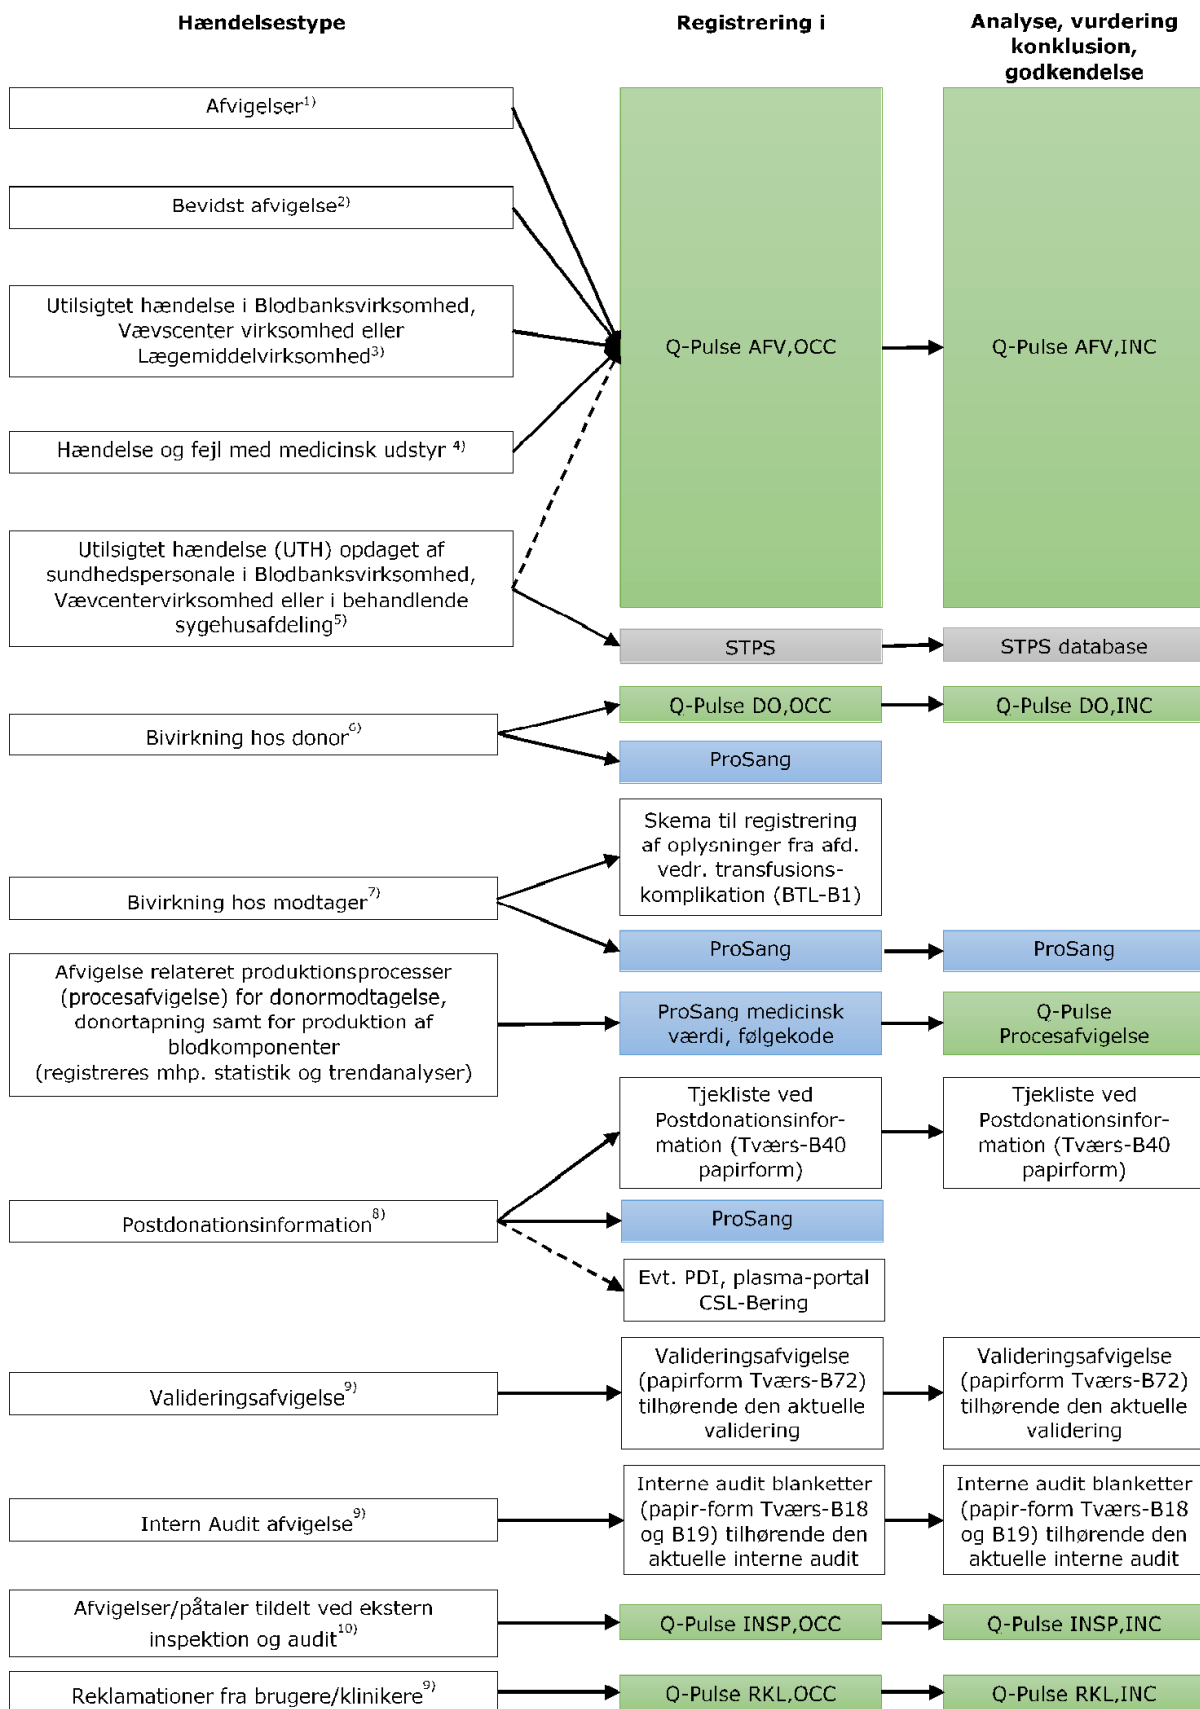 Hændelsestype
Registrering i
Analyse, vurdering
konklusion,
godkendelse
Afvigelser1)
Bevidst afvigelse2)
Utilsigtet hændelse i Blodbanksvirksomhed,
Vævscenter virksomhed eller
Lægemiddelvirksomhed3)
Q-Pulse AFV,OCC
Q-Pulse AFV,INC
Hændelse og fejl med medicinsk udstyr 4)
Utilsigtet hændelse (UTH) opdaget af
sundhedspersonale i Blodbanksvirksomhed,
Vævcentervirksomhed eller i behandlende
sygehusafdeling5)
STPS
STPS database
Bivirkning hos donor6)
Q-Pulse DO,OCC
Q-Pulse DO,INC
ProSang
Bivirkning hos modtager7)
Skema til registrering
af oplysninger fra afd.
vedr. transfusions-
komplikation (BTL-B1)
ProSang
ProSang
Afvigelse relateret produktionsprocesser
(procesafvigelse) for donormodtagelse,
donortapning samt for produktion af
blodkomponenter
(registreres mhp. statistik og trendanalyser)
ProSang medicinsk
værdi, følgekode
Q-Pulse
Procesafvigelse
Postdonationsinformation8)
Tjekliste ved
Postdonationsinfor-
mation (Tværs-B40
papirform)
Tjekliste ved
Postdonationsinfor-
mation (Tværs-B40
papirform)
ProSang
Evt. PDI, plasma-portal
CSL-Bering
Valideringsafvigelse9)
Valideringsafvigelse
(papirform Tværs-B72)
tilhørende den aktuelle
validering
Valideringsafvigelse
(papirform Tværs-B72)
tilhørende den aktuelle
validering
Intern Audit afvigelse9)
Interne audit blanketter
(papir-form Tværs-B18
og B19) tilhørende den
aktuelle interne audit
Interne audit blanketter
(papir-form Tværs-B18
og B19) tilhørende den
aktuelle interne audit
Afvigelser/påtaler tildelt ved ekstern
inspektion og audit10)
Q-Pulse INSP,OCC
Q-Pulse INSP,INC
Reklamationer fra brugere/klinikere9)
Q-Pulse RKL,OCC
Q-Pulse RKL,INC